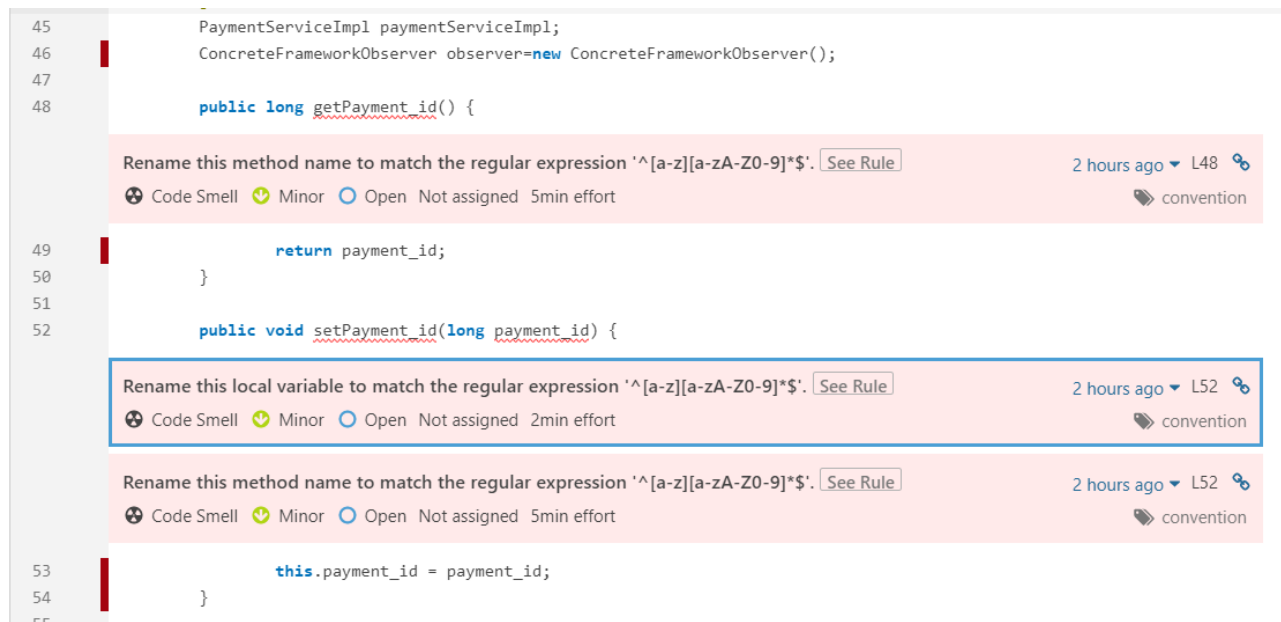 45 PaymentServiceImpl paymentServiceImpl;
46 ConcreteFrameworkObserver observer=new ConcreteFrameworkObserver();
47
48 public long getPayment_id() {
Rename this method name to match the regular expression '^[a-z][a-zA-Z0-9]*$'. See Rule 2 hours ago L48
Code Smell Minor Open Not assigned 5min effort convention
49 return payment_id;
50 }
51
52 public void setPayment_id(long payment_id) {
Rename this local variable to match the regular expression '^[a-z][a-zA-Z0-9]*$'. See Rule 2 hours ago L52
Code Smell Minor Open Not assigned 2min effort convention
Rename this method name to match the regular expression '^[a-z][a-zA-Z0-9]*$'. See Rule 2 hours ago L52
Code Smell Minor Open Not assigned 5min effort convention
53 this.payment_id = payment_id;
54 }